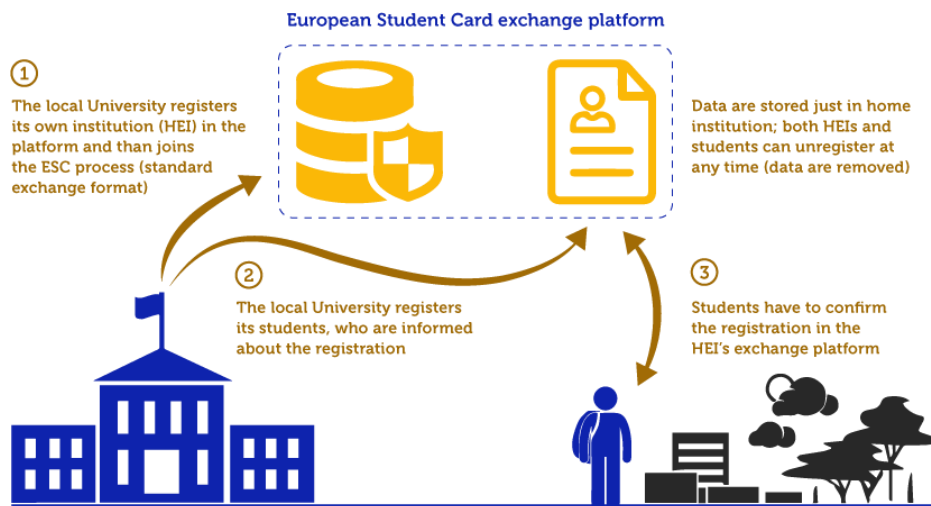 European Student Card exchange platform
1
The local University registers
its own institution (HEI) in the
platform and than joins
the ESC process (standard
exchange format)
Data are stored just in home
institution; both HEIs and
students can unregister at
any time (data are removed)
2
The local University registers
its students, who are informed
about the registration
3
Students have to confirm
the registration in the
HEI’s exchange platform